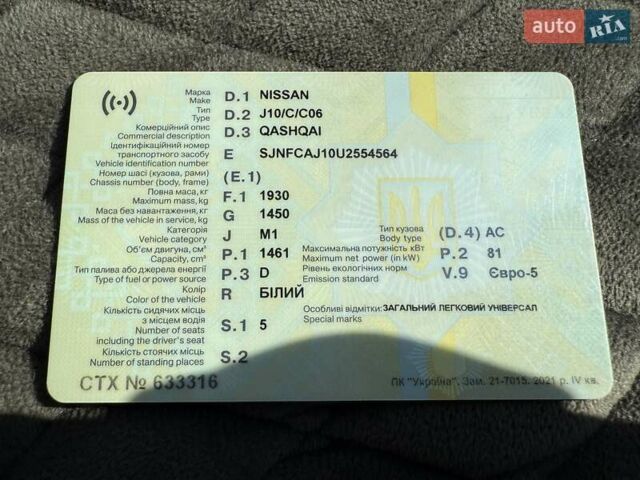 auto RIA .com
Марка
Make D.1 NISSAN
Тип
Type D.2 J10/C/C06
Комерційний опис
Commercial description D.3 QASHQAI
Ідентифікаційний номер
транспортного засобу
Vehicle identification number E SJNFCAJ10U2554564
Номер шасі (кузова, рами)
Chassis number (body, frame) (E.1)
Повна маса, кг
Maximum mass, kg F.1 1930
Маса без навантаження, кг
Mass of the vehicle in service, kg G 1450
Категорія
Vehicle category J M1
Тип кузова
Body type (D.4) AC
Об'єм двигуна, см³
Capacity, cm³ P.1 1461
Максимальна потужність кВт
Maximum net power (in kW) P.2 81
Тип палива або джерела енергії
Type of fuel or power source P.3 D
Рівень екологічних норм
Emission standard V.9 Євро-5
Колір
Color of the vehicle R БІЛИЙ
Кількість сидячих місць
з місцем водія
Number of seats
including the driver's seat S.1 5
Особливі відмітки: ЗАГАЛЬНИЙ ЛЕГКОВИЙ УНІВЕРСАЛ
Special marks
Кількість стоячих місць
Number of standing places S.2
СТХ № 633316
ПК "Україна". Зам. 21-7015. 2021 р. IV кв.